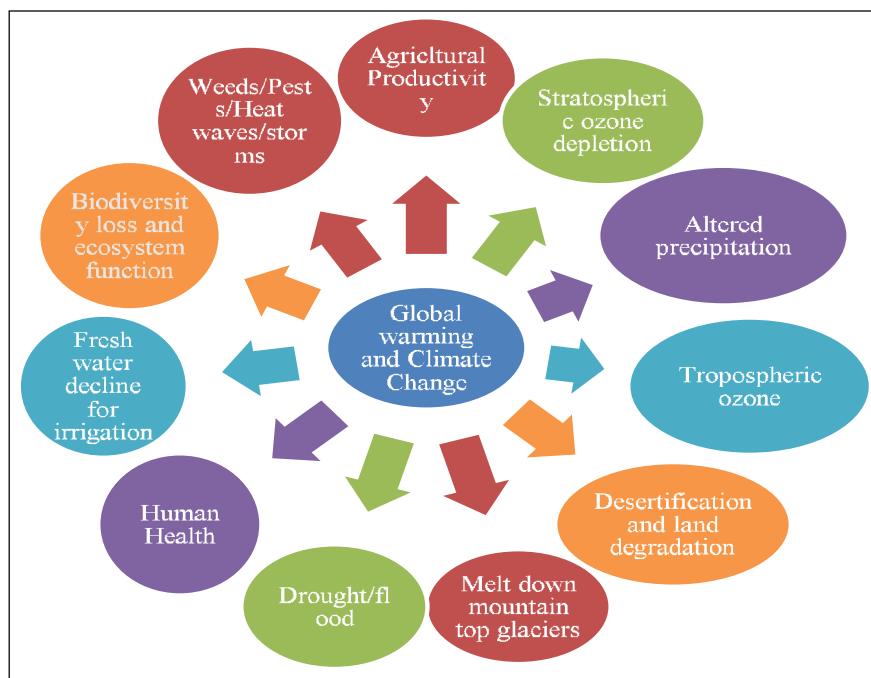 Agricltural
Productivit
y
Stratospheri
c ozone
depletion
Altered
precipitation
Tropospheric
ozone
Desertification
and land
degradation
Melt down
mountain
top glaciers
Drought/fl
ood
Human
Health
Fresh
water
decline
for
irrigation
Biodiversit
y loss and
ecosystem
function
Weeds/Pest
s/Heat
waves/stor
ms
Global
warming
and Climate
Change